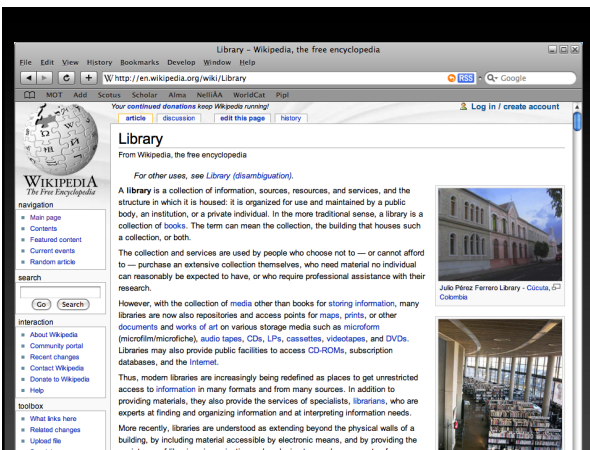 Library - Wikipedia, the free encyclopedia
File Edit View History Bookmarks Develop Window Help
W http://en.wikipedia.org/wiki/Library
RSS
Q- Google
MOT Add Scotus Scholar Alma NelliÄÄ WorldCat Pipl
Your continued donations keep Wikipedia running!
Log in / create account
article discussion edit this page history
WIKIPEDIA
The Free Encyclopedia
navigation
Main page
Contents
Featured content
Current events
Random article
search
Go Search
interaction
About Wikipedia
Community portal
Recent changes
Contact Wikipedia
Donate to Wikipedia
Help
toolbox
What links here
Related changes
Upload file
Library
From Wikipedia, the free encyclopedia
For other uses, see Library (disambiguation).
A library is a collection of information, sources, resources, and services, and the
structure in which it is housed: it is organized for use and maintained by a public
body, an institution, or a private individual. In the more traditional sense, a library is a
collection of books. The term can mean the collection, the building that houses such
a collection, or both.
The collection and services are used by people who choose not to — or cannot afford
to — purchase an extensive collection themselves, who need material no individual
can reasonably be expected to have, or who require professional assistance with their
research.
However, with the collection of media other than books for storing information, many
libraries are now also repositories and access points for maps, prints, or other
documents and works of art on various storage media such as microform
(microfilm/microfiche), audio tapes, CDs, LPs, cassettes, videotapes, and DVDs.
Libraries may also provide public facilities to access CD-ROMs, subscription
databases, and the Internet.
Thus, modern libraries are increasingly being redefined as places to get unrestricted
access to information in many formats and from many sources. In addition to
providing materials, they also provide the services of specialists, librarians, who are
experts at finding and organizing information and at interpreting information needs.
More recently, libraries are understood as extending beyond the physical walls of a
building, by including material accessible by electronic means, and by providing the
Julio Pérez Ferrero Library - Cúcuta,
Colombia